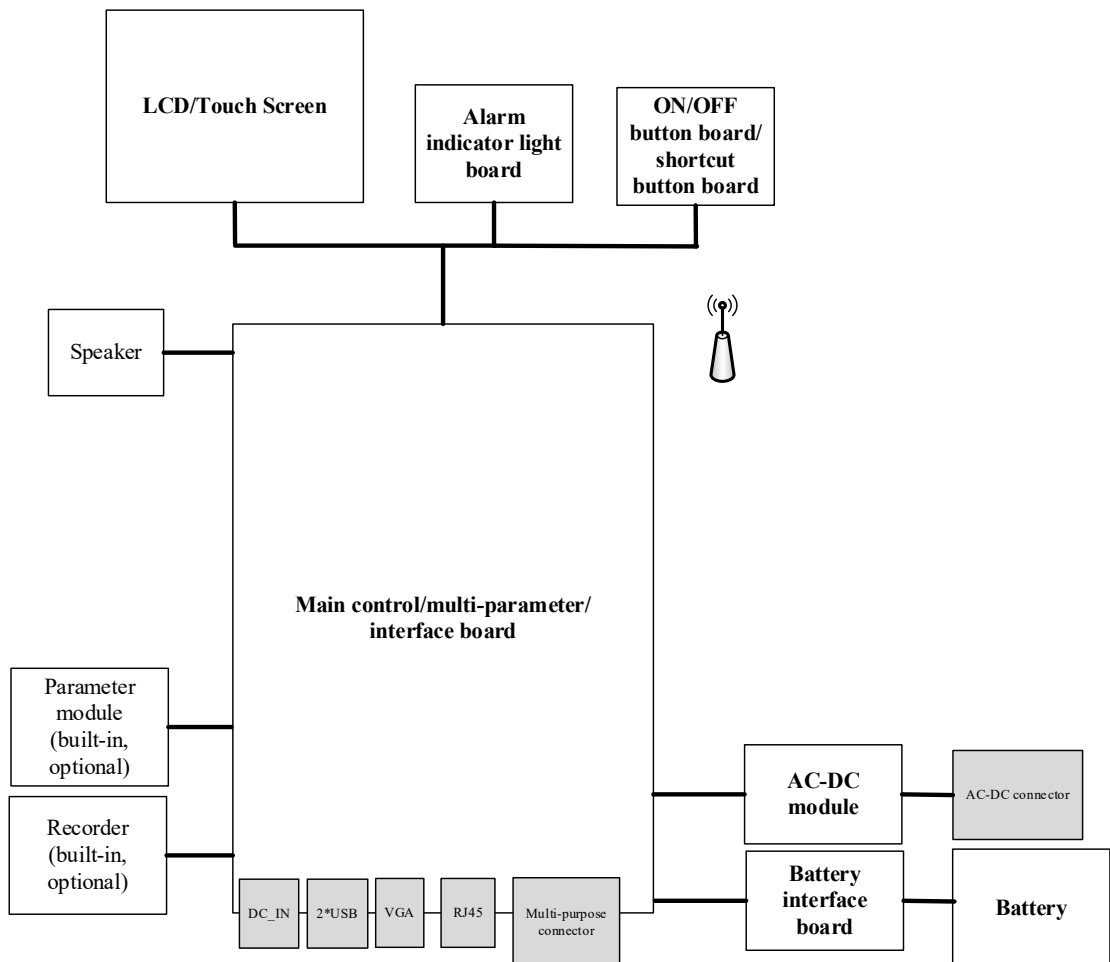 LCD/Touch Screen
Alarm
indicator light
board
ON/OFF
button board/
shortcut
button board
Speaker
Main control/multi-parameter/
interface board
Parameter
module
(built-in,
optional)
Recorder
(built-in,
optional)
AC-DC
module
AC-DC connector
Battery
interface
board
Battery
DC_IN
2*USB
VGA
RJ45
Multi-purpose
connector